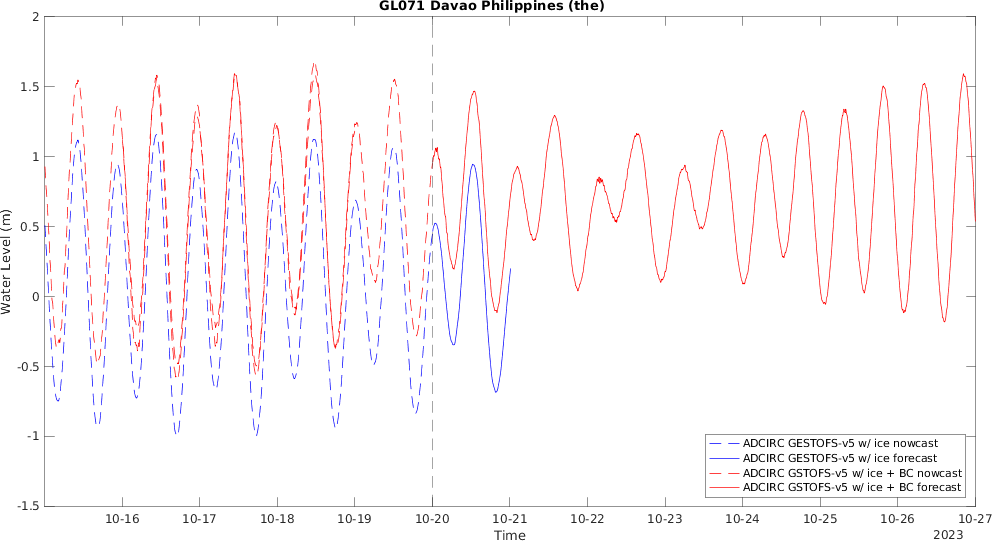 GL071 Davao Philippines (the)
2
1.5
1
0.5
0
-0.5
-1
-1.5
Water Level (m)
ADCIRC GESTOFS-v5 w/ ice nowcast
ADCIRC GESTOFS-v5 w/ ice forecast
ADCIRC GSTOFS-v5 w/ ice + BC nowcast
ADCIRC GSTOFS-v5 w/ ice + BC forecast
10-16 10-17 10-18 10-19 10-20 10-21 10-22 10-23 10-24 10-25 10-26 10-27
Time
2023